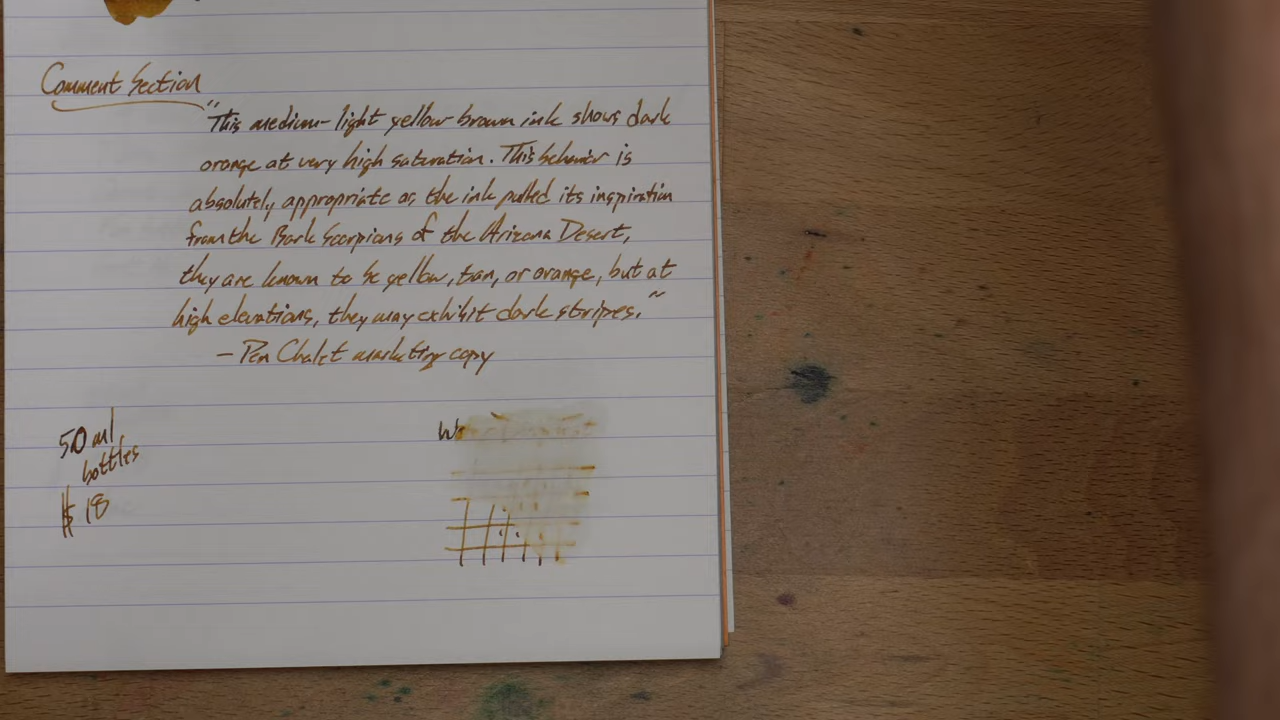 Comment Section
"This medium-light yellow brown ink shows dark
orange at very high saturation. This behavior is
absolutely appropriate as the ink pulled its inspiration
from the Bark Scorpions of the Arizona Desert,
they are known to be yellow, tan, or orange, but at
high elevations, they may exhibit dark stripes."~
- Pen Chalet marketing copy
50 ml
bottles
$18